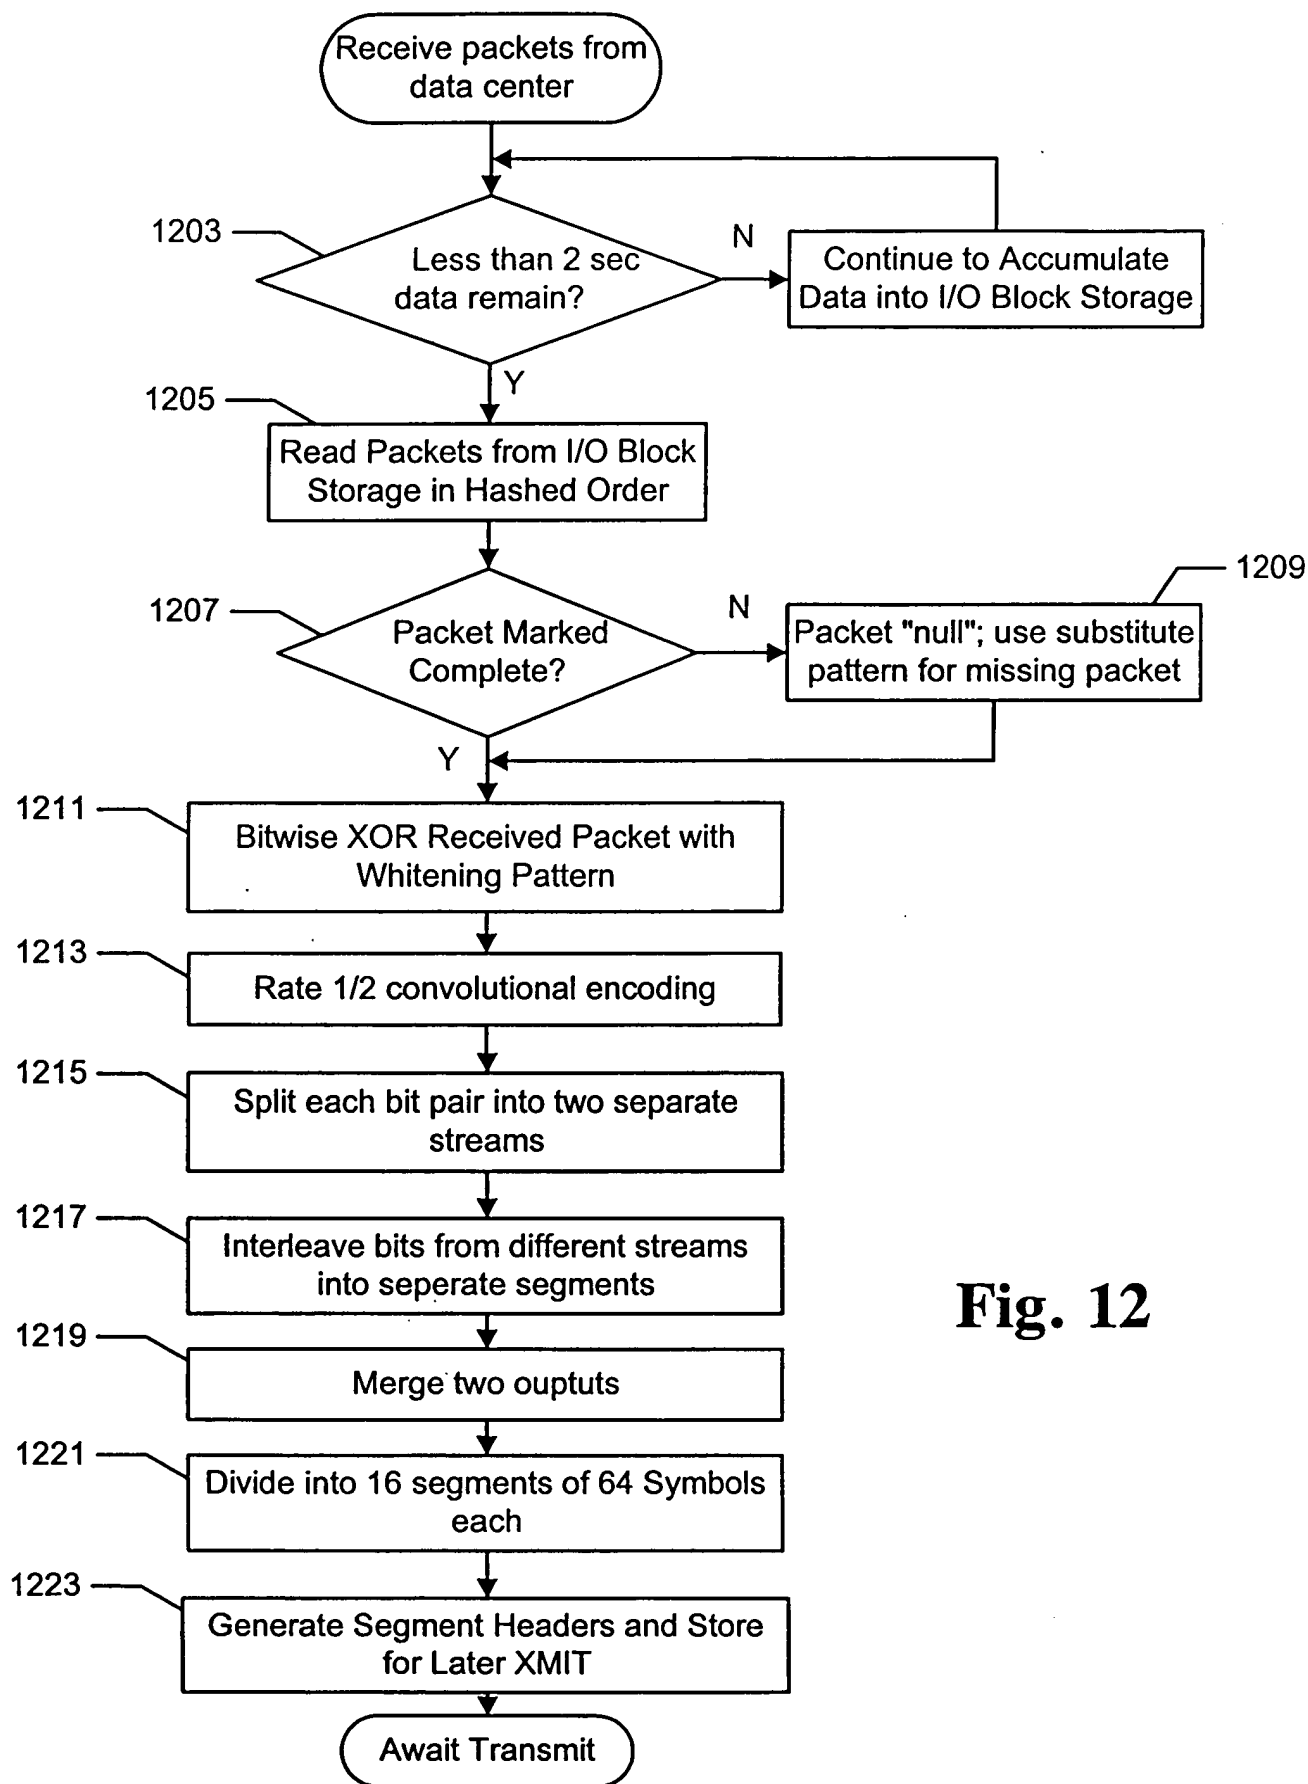 Receive packets from
data center
1203
Less than 2 sec
data remain?
N
Continue to Accumulate
Data into I/O Block Storage
Y
1205
Read Packets from I/O Block
Storage in Hashed Order
1207
Packet Marked
Complete?
N
1209
Packet "null"; use substitute
pattern for missing packet
Y
1211
Bitwise XOR Received Packet with
Whitening Pattern
1213
Rate 1/2 convolutional encoding
1215
Split each bit pair into two separate
streams
1217
Interleave bits from different streams
into seperate segments
Fig. 12
1219
Merge two ouptuts
1221
Divide into 16 segments of 64 Symbols
each
1223
Generate Segment Headers and Store
for Later XMIT
Await Transmit